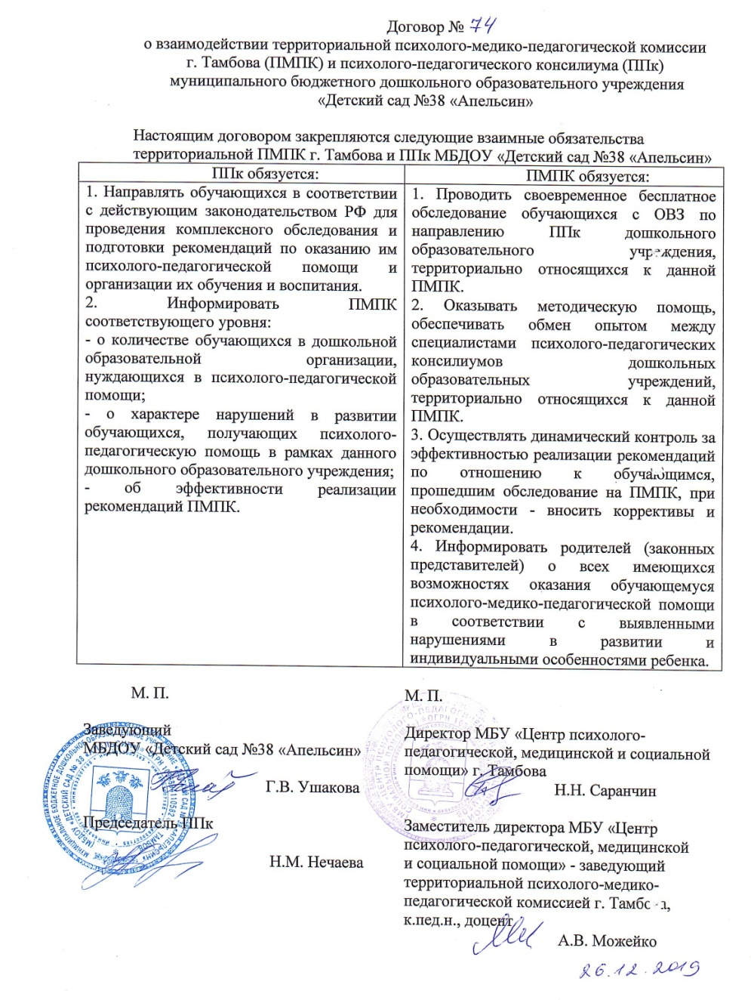 Договор № 74
о взаимодействии территориальной психолого-медико-педагогической комиссии
г. Тамбова (ПМПК) и психолого-педагогического консилиума (ППк)
муниципального бюджетного дошкольного образовательного учреждения
«Детский сад №38 «Апельсин»
Настоящим договором закрепляются следующие взаимные обязательства
территориальной ПМПК г. Тамбова и ППк МБДОУ «Детский сад №38 «Апельсин»
ППк обязуется:
1. Направлять обучающихся в соответствии
с действующим законодательством РФ для
проведения комплексного обследования и
подготовки рекомендаций по оказанию им
психолого-педагогической помощи и
организации их обучения и воспитания.
2. Информировать ПМПК
соответствующего уровня:
- о количестве обучающихся в дошкольной
образовательной организации,
нуждающихся в психолого-педагогической
помощи;
- о характере нарушений в развитии
обучающихся, получающих психолого-
педагогическую помощь в рамках данного
дошкольного образовательного учреждения;
- об эффективности реализации
рекомендаций ПМПК.
ПМПК обязуется:
1. Проводить своевременное бесплатное
обследование обучающихся с ОВЗ по
направлению ППк дошкольного
образовательного учреждения,
территориально относящихся к данной
ПМПК.
2. Оказывать методическую помощь,
обеспечивать обмен опытом между
специалистами психолого-педагогических
консилиумов дошкольных
образовательных учреждений,
территориально относящихся к данной
ПМПК.
3. Осуществлять динамический контроль за
эффективностью реализации рекомендаций
по отношению к обучающимся,
прошедшим обследование на ПМПК, при
необходимости - вносить коррективы и
рекомендации.
4. Информировать родителей (законных
представителей) о всех имеющихся
возможностях оказания обучающемуся
психолого-медико-педагогической помощи
в соответствии с выявленными
нарушениями в развитии и
индивидуальными особенностями ребенка.
М. П.
Заведующий
МБДОУ «Детский сад №38 «Апельсин»
Г.В. Ушакова
Председатель ППк
Н.М. Нечаева
М. П.
Директор МБУ «Центр психолого-
педагогической, медицинской и социальной
помощи» г. Тамбова
Н.Н. Саранчин
Заместитель директора МБУ «Центр
психолого-педагогической, медицинской
и социальной помощи» - заведующий
территориальной психолого-медико-
педагогической комиссией г. Тамбова,
к.пед.н., доцент
А.В. Можейко
26.12.2019